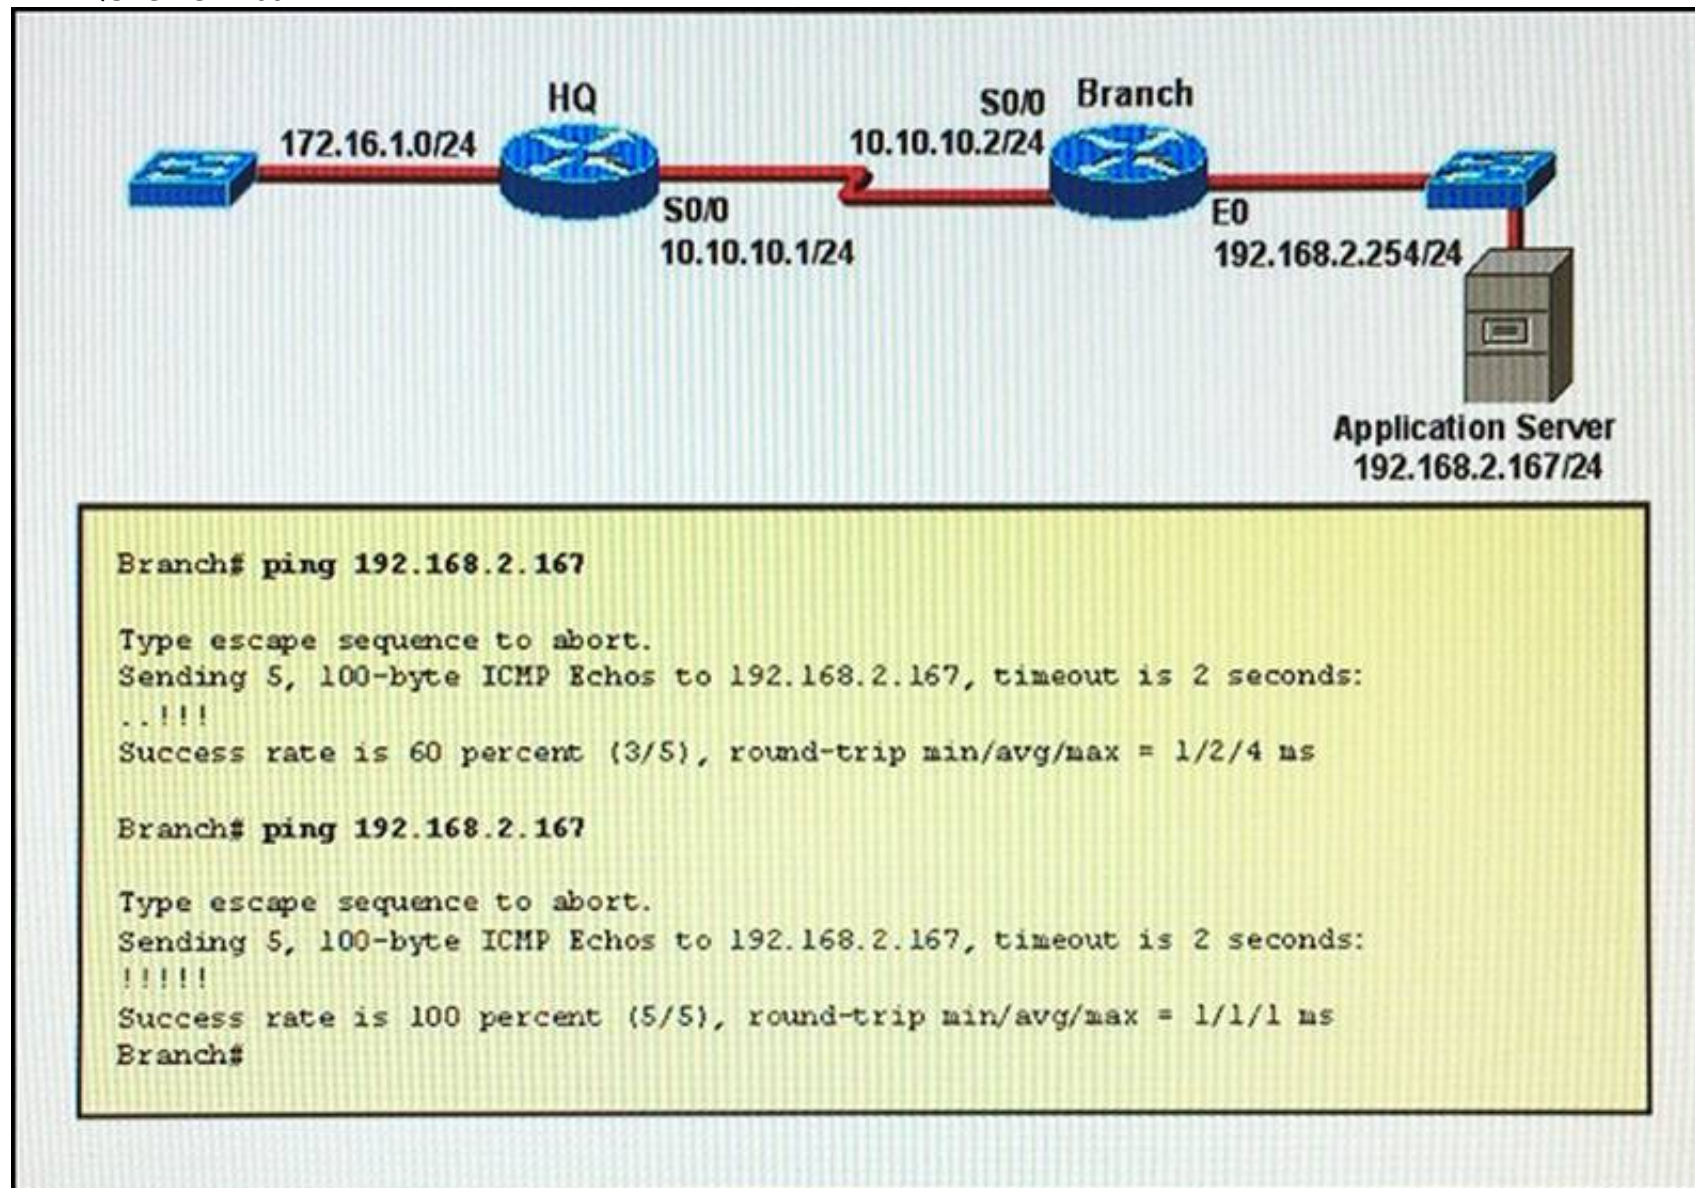 HQ
S0/0
Branch
172.16.1.0/24
10.10.10.2/24
S0/0
10.10.10.1/24
E0
192.168.2.254/24
Application Server
192.168.2.167/24
Branch# ping 192.168.2.167
Type escape sequence to abort.
Sending 5, 100-byte ICMP Echos to 192.168.2.167, timeout is 2 seconds:
..!!!
Success rate is 60 percent (3/5), round-trip min/avg/max = 1/2/4 ms
Branch# ping 192.168.2.167
Type escape sequence to abort.
Sending 5, 100-byte ICMP Echos to 192.168.2.167, timeout is 2 seconds:
!!!!!
Success rate is 100 percent (5/5), round-trip min/avg/max = 1/1/1 ms
Branch#